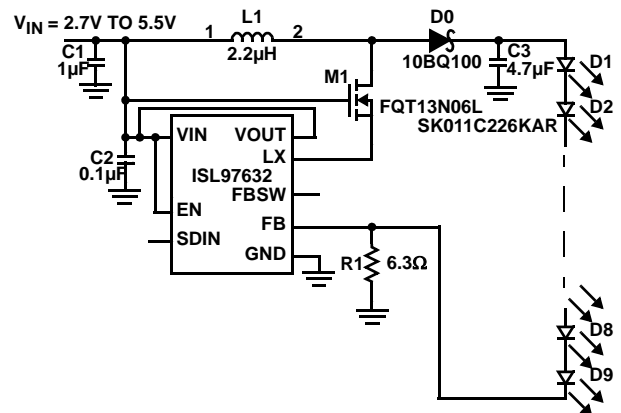 VIN = 2.7V TO 5.5V
L1
1
2
2.2µH
D0
10BQ100
C1
1µF
C3
4.7µF
D1
D2
M1
FQT13N06L
SK011C226KAR
C2
0.1µF
VIN
VOUT
LX
ISL97632
FBSW
EN
FB
SDIN
GND
R1
6.3Ω
D8
D9